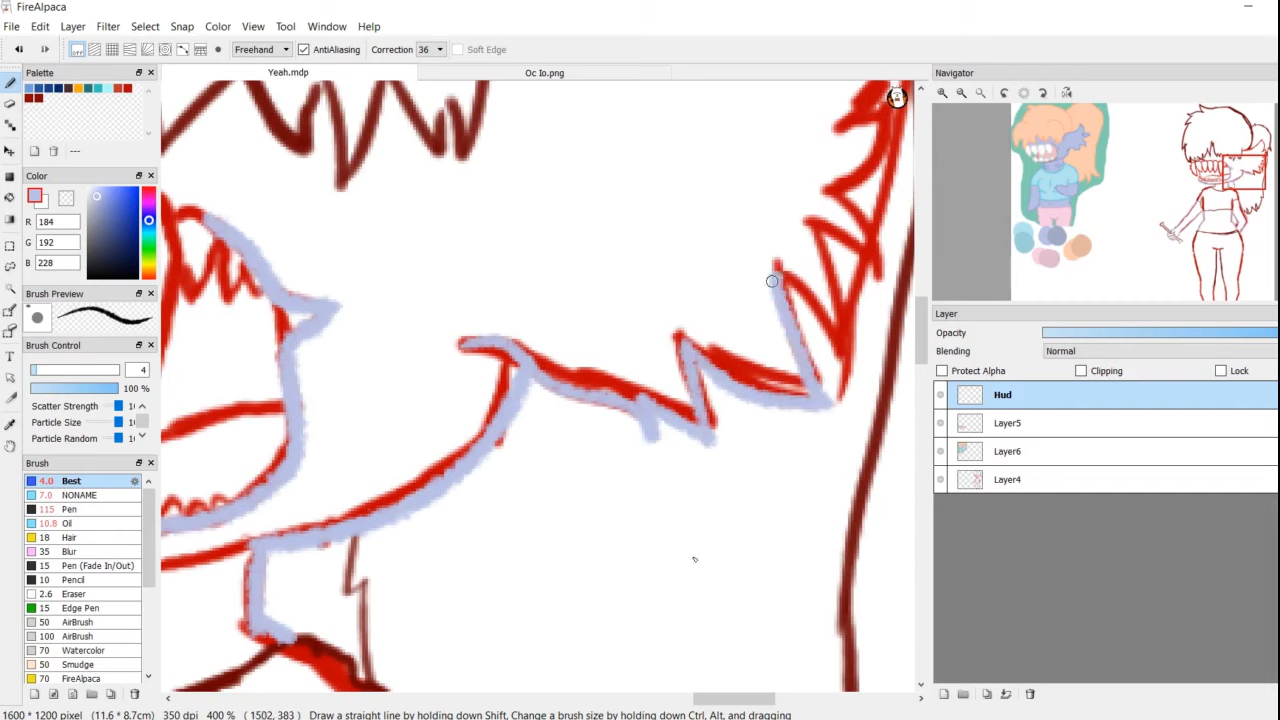 FireAlpaca
File Edit Layer Filter Select Snap Color View Tool Window Help
OFF Freehand AntiAliasing Correction 36 Soft Edge
Palette
Yeah.mdp
Oc Io.png
Navigator
---
Color
R 184
G 192
B 228
Brush Preview
Brush Control
4
100 %
Scatter Strength 1
Particle Size 1
Particle Random 1
Brush
4.0 Best
7.0 NONAME
115 Pen
10.8 Oil
18 Hair
35 Blur
15 Pen (Fade In/Out)
10 Pencil
2.6 Eraser
15 Edge Pen
50 AirBrush
100 AirBrush
70 Watercolor
50 Smudge
70 FireAlpaca
Layer
Opacity
Blending Normal
Protect Alpha Clipping Lock
Hud
Layer5
Layer6
Layer4
1600 * 1200 pixel (11.6 * 8.7cm) 350 dpi 400 % ( 1502, 383 ) Draw a straight line by holding down Shift, Change a brush size by holding down Ctrl, Alt, and dragging